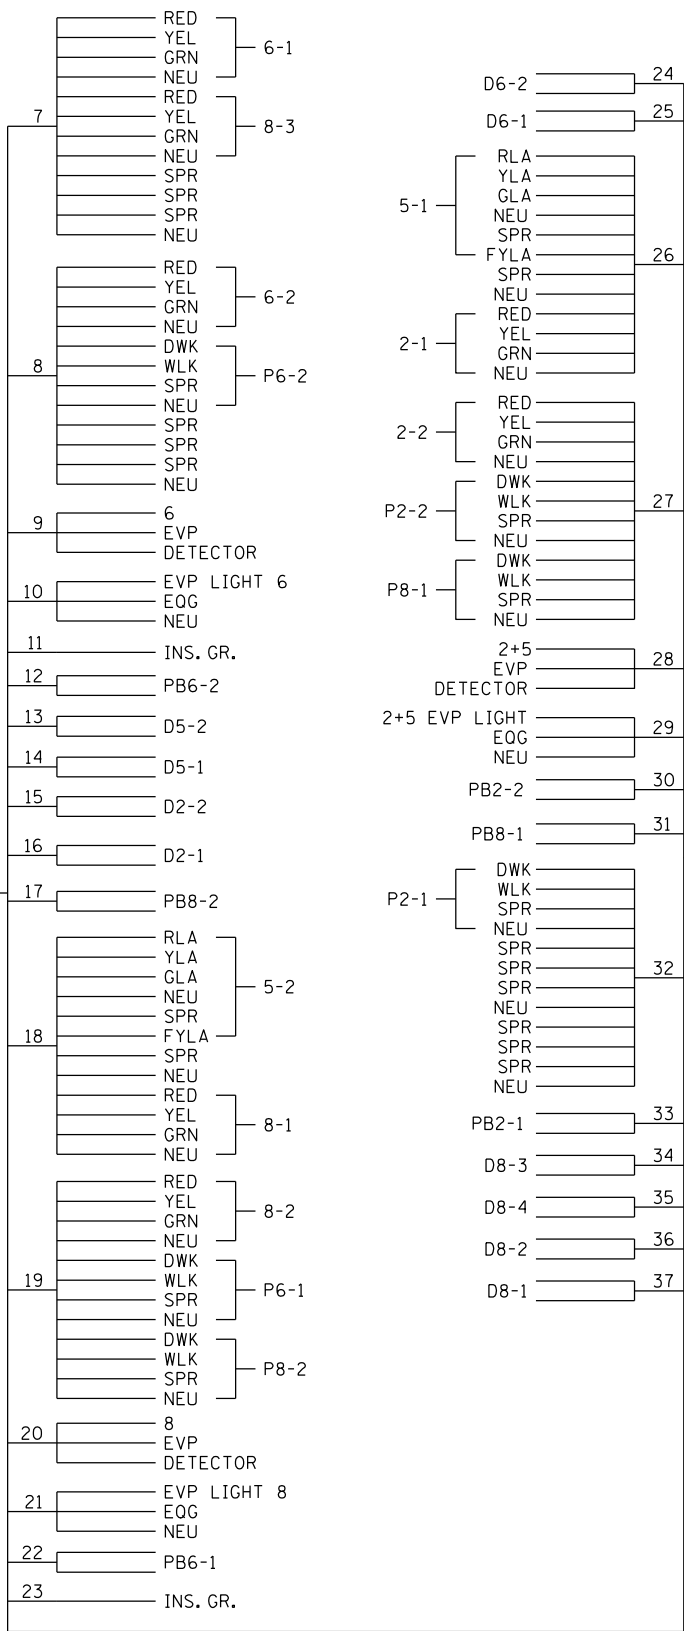 RED
YEL
6-1
GRN
NEU
RED
7
YEL
8-3
GRN
NEU
SPR
SPR
SPR
NEU
RED
YEL
6-2
GRN
NEU
DWK
8
WLK
P6-2
SPR
NEU
SPR
SPR
SPR
NEU
6
9
EVP
DETECTOR
EVP LIGHT 6
10
EQG
NEU
11
INS. GR.
12
PB6-2
13
D5-2
14
D5-1
15
D2-2
16
D2-1
17
PB8-2
RLA
YLA
GLA
5-2
NEU
SPR
18
FYLA
SPR
NEU
RED
YEL
8-1
GRN
NEU
RED
YEL
8-2
GRN
NEU
DWK
19
WLK
P6-1
SPR
NEU
DWK
WLK
P8-2
SPR
NEU
8
20
EVP
DETECTOR
EVP LIGHT 8
21
EQG
NEU
22
PB6-1
23
INS. GR.
D6-2
24
D6-1
25
RLA
YLA
5-1
GLA
NEU
SPR
FYLA
26
SPR
NEU
RED
2-1
YEL
GRN
NEU
RED
2-2
YEL
GRN
NEU
DWK
P2-2
WLK
27
SPR
NEU
DWK
P8-1
WLK
SPR
NEU
2+5
EVP
28
DETECTOR
2+5 EVP LIGHT
EQG
29
NEU
PB2-2
30
PB8-1
31
DWK
P2-1
WLK
SPR
NEU
SPR
SPR
32
SPR
NEU
SPR
SPR
SPR
NEU
PB2-1
33
D8-3
34
D8-4
35
D8-2
36
D8-1
37